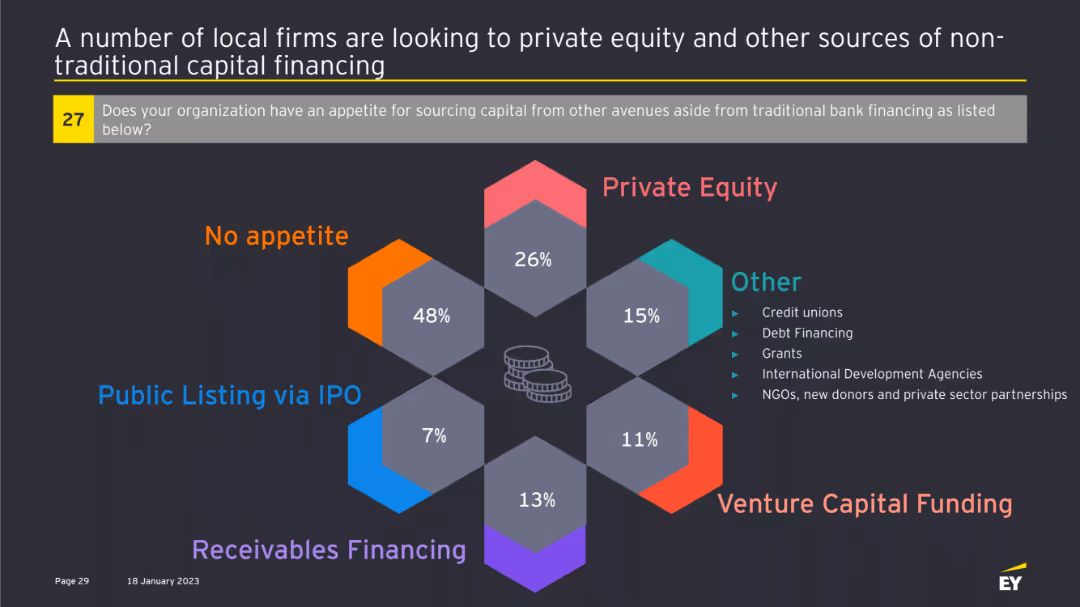 A number of local firms are looking to private equity and other sources of non-
traditional capital financing
27
Does your organization have an appetite for sourcing capital from other avenues aside from traditional bank financing as listed
below?
Private Equity
26%
No appetite
48%
Other
15%
► Credit unions
► Debt Financing
► Grants
► International Development Agencies
► NGOs, new donors and private sector partnerships
Public Listing via IPO
7%
11%
Venture Capital Funding
13%
Receivables Financing
Page 29 18 January 2023
EY